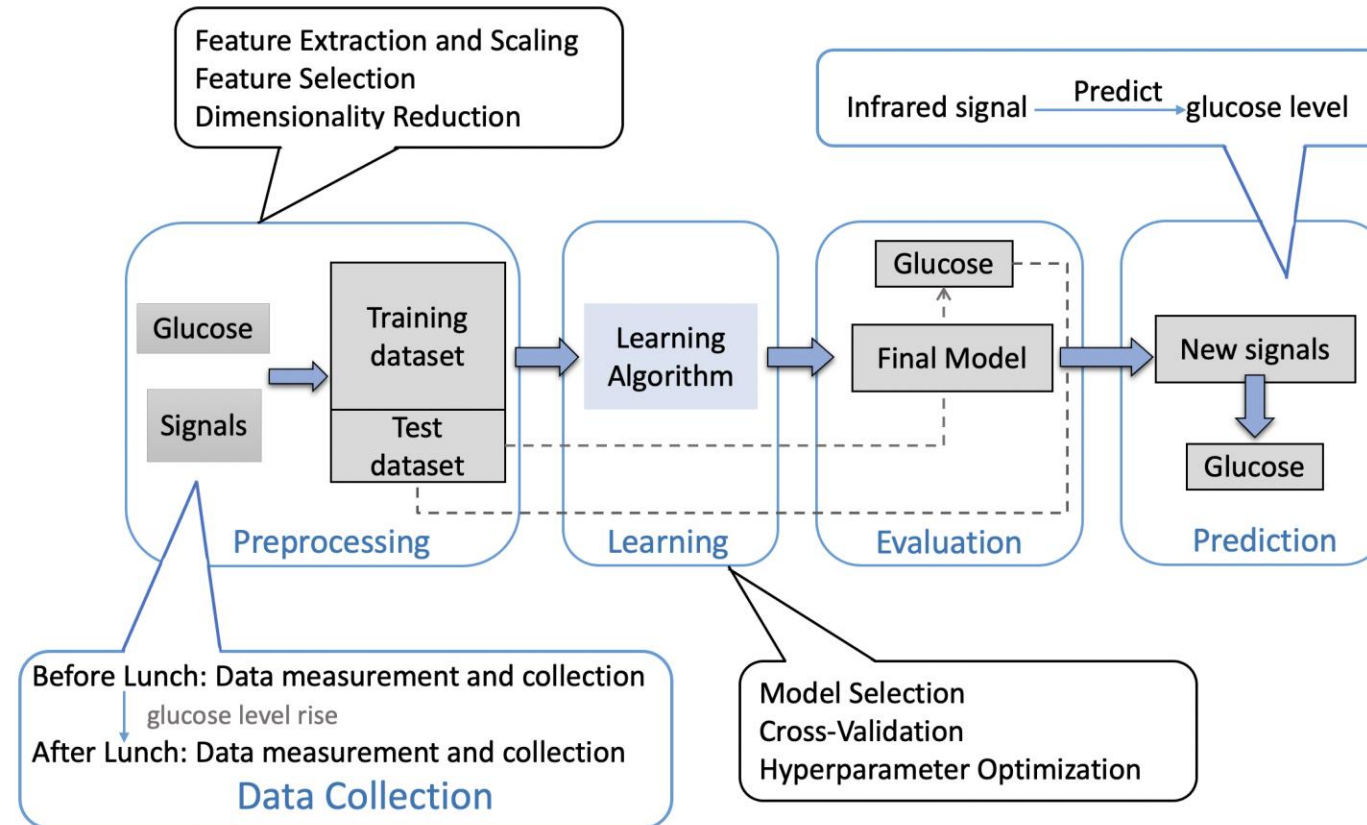 Feature Extraction and Scaling
Feature Selection
Dimensionality Reduction
Infrared signal
Predict
glucose level
Glucose
Signals
Training
dataset
Test
dataset
Preprocessing
Learning
Algorithm
Learning
Glucose
Final Model
Evaluation
New signals
Glucose
Prediction
Before Lunch: Data measurement and collection
glucose level rise
After Lunch: Data measurement and collection
Data Collection
Model Selection
Cross-Validation
Hyperparameter Optimization